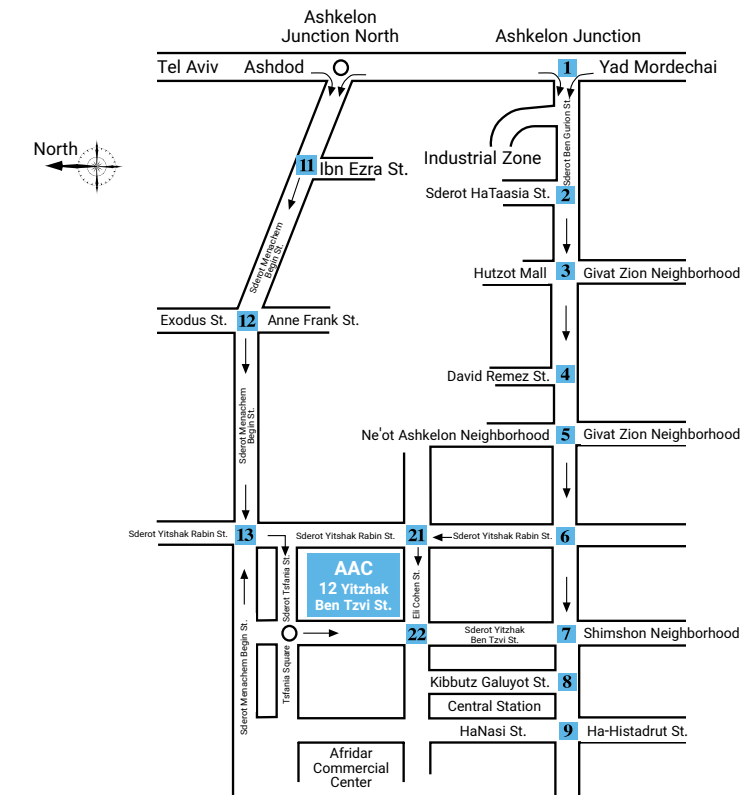 Ashkelon
Junction North
Ashkelon Junction
Tel Aviv
Ashdod
1
Yad Mordechai
Sderot Ben Gurion St.
North
Industrial Zone
11
Ibn Ezra St.
Sderot HaTaasia St.
2
Sderot Menachem
Begin St.
Hutzot Mall
3
Givat Zion Neighborhood
Exodus St.
12
Anne Frank St.
David Remez St.
4
Sderot Menachem
Begin St.
Ne'ot Ashkelon Neighborhood
5
Givat Zion Neighborhood
Sderot Yitshak Rabin St.
13
Sderot Yitshak Rabin St.
21
Sderot Yitshak Rabin St.
6
Sderot Tsfania St.
AAC
12 Yitzhak
Ben Tzvi St.
Eli Cohen St.
Sderot Menachem Begin St.
Tsfania Square
22
Sderot Yitzhak
Ben Tzvi St.
7
Shimshon Neighborhood
Kibbutz Galuyot St.
8
Central Station
HaNasi St.
9
Ha-Histadrut St.
Afridar
Commercial
Center